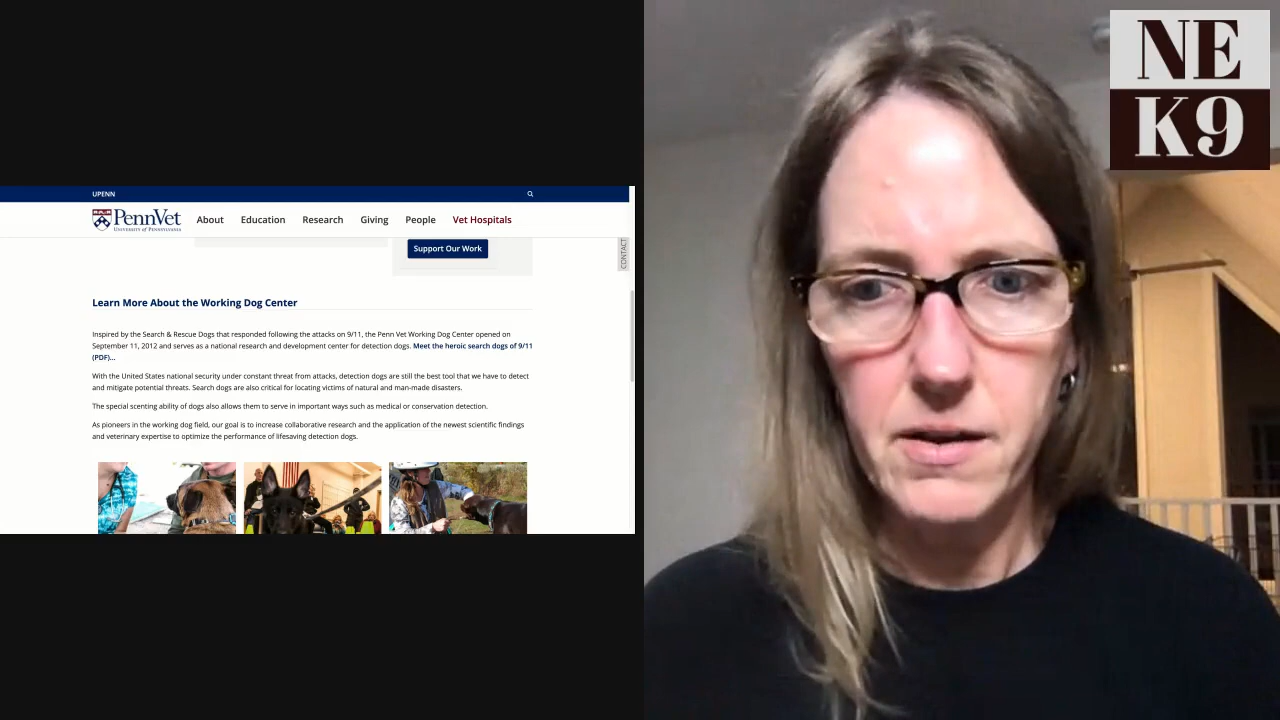 UPENN
PennVet
UNIVERSITY of PENNSYLVANIA
About Education Research Giving People Vet Hospitals
Support Our Work
CONTACT
Learn More About the Working Dog Center
Inspired by the Search & Rescue Dogs that responded following the attacks on 9/11, the Penn Vet Working Dog Center opened on
September 11, 2012 and serves as a national research and development center for detection dogs. Meet the heroic search dogs of 9/11
(PDF)...
With the United States national security under constant threat from attacks, detection dogs are still the best tool that we have to detect
and mitigate potential threats. Search dogs are also critical for locating victims of natural and man-made disasters.
The special scenting ability of dogs also allows them to serve in important ways such as medical or conservation detection.
As pioneers in the working dog field, our goal is to increase collaborative research and the application of the newest scientific findings
and veterinary expertise to optimize the performance of lifesaving detection dogs.
NE
K9